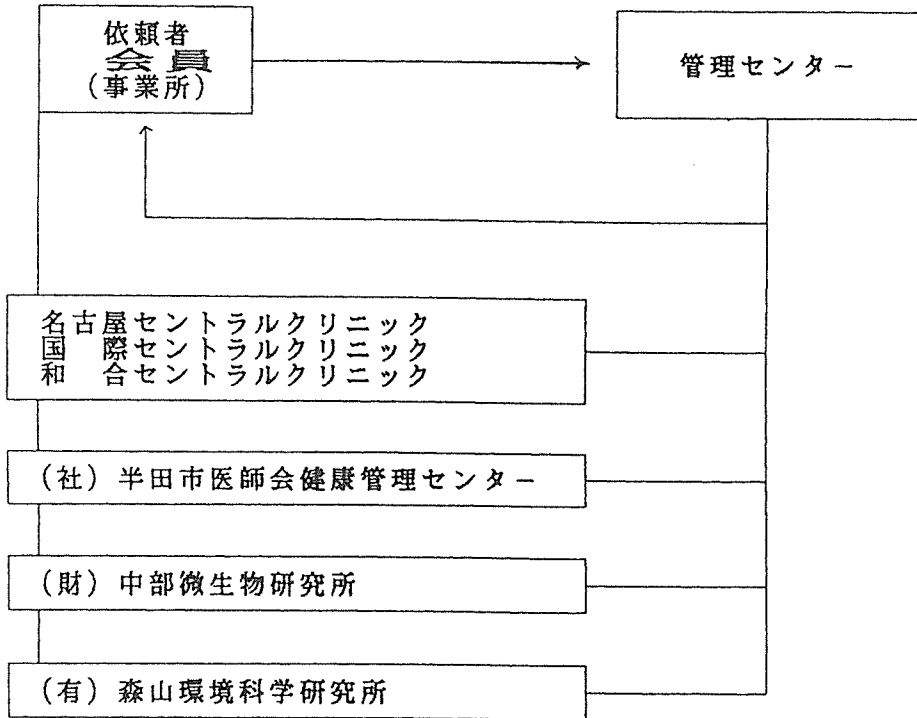 依頼者
会員
(事業所)
管理センター
名古屋セントラルクリニック
国　際セントラルクリニック
和　合セントラルクリニック
(社)半田市医師会健康管理センター
(財)中部微生物研究所
(有)森山環境科学研究所